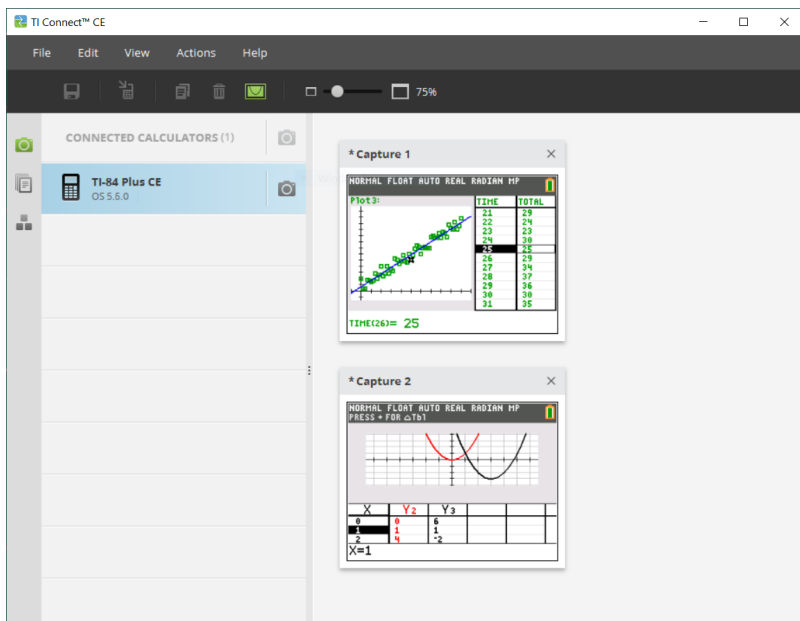 TI Connect™ CE
File Edit View Actions Help
75%
CONNECTED CALCULATORS (1)
TI-84 Plus CE
OS 5.6.0
*Capture 1
NORMAL FLOAT AUTO REAL RADIAN MP
Plot3:
TIME TOTAL
21 29
22 24
23 23
24 30
25 25
26 29
27 34
28 37
29 36
30 30
31 35
TIME(26)= 25
*Capture 2
NORMAL FLOAT AUTO REAL RADIAN MP
PRESS + FOR △Tbl
X Y2 Y3
0 0 6
1 1 1
2 4 -2
X=1